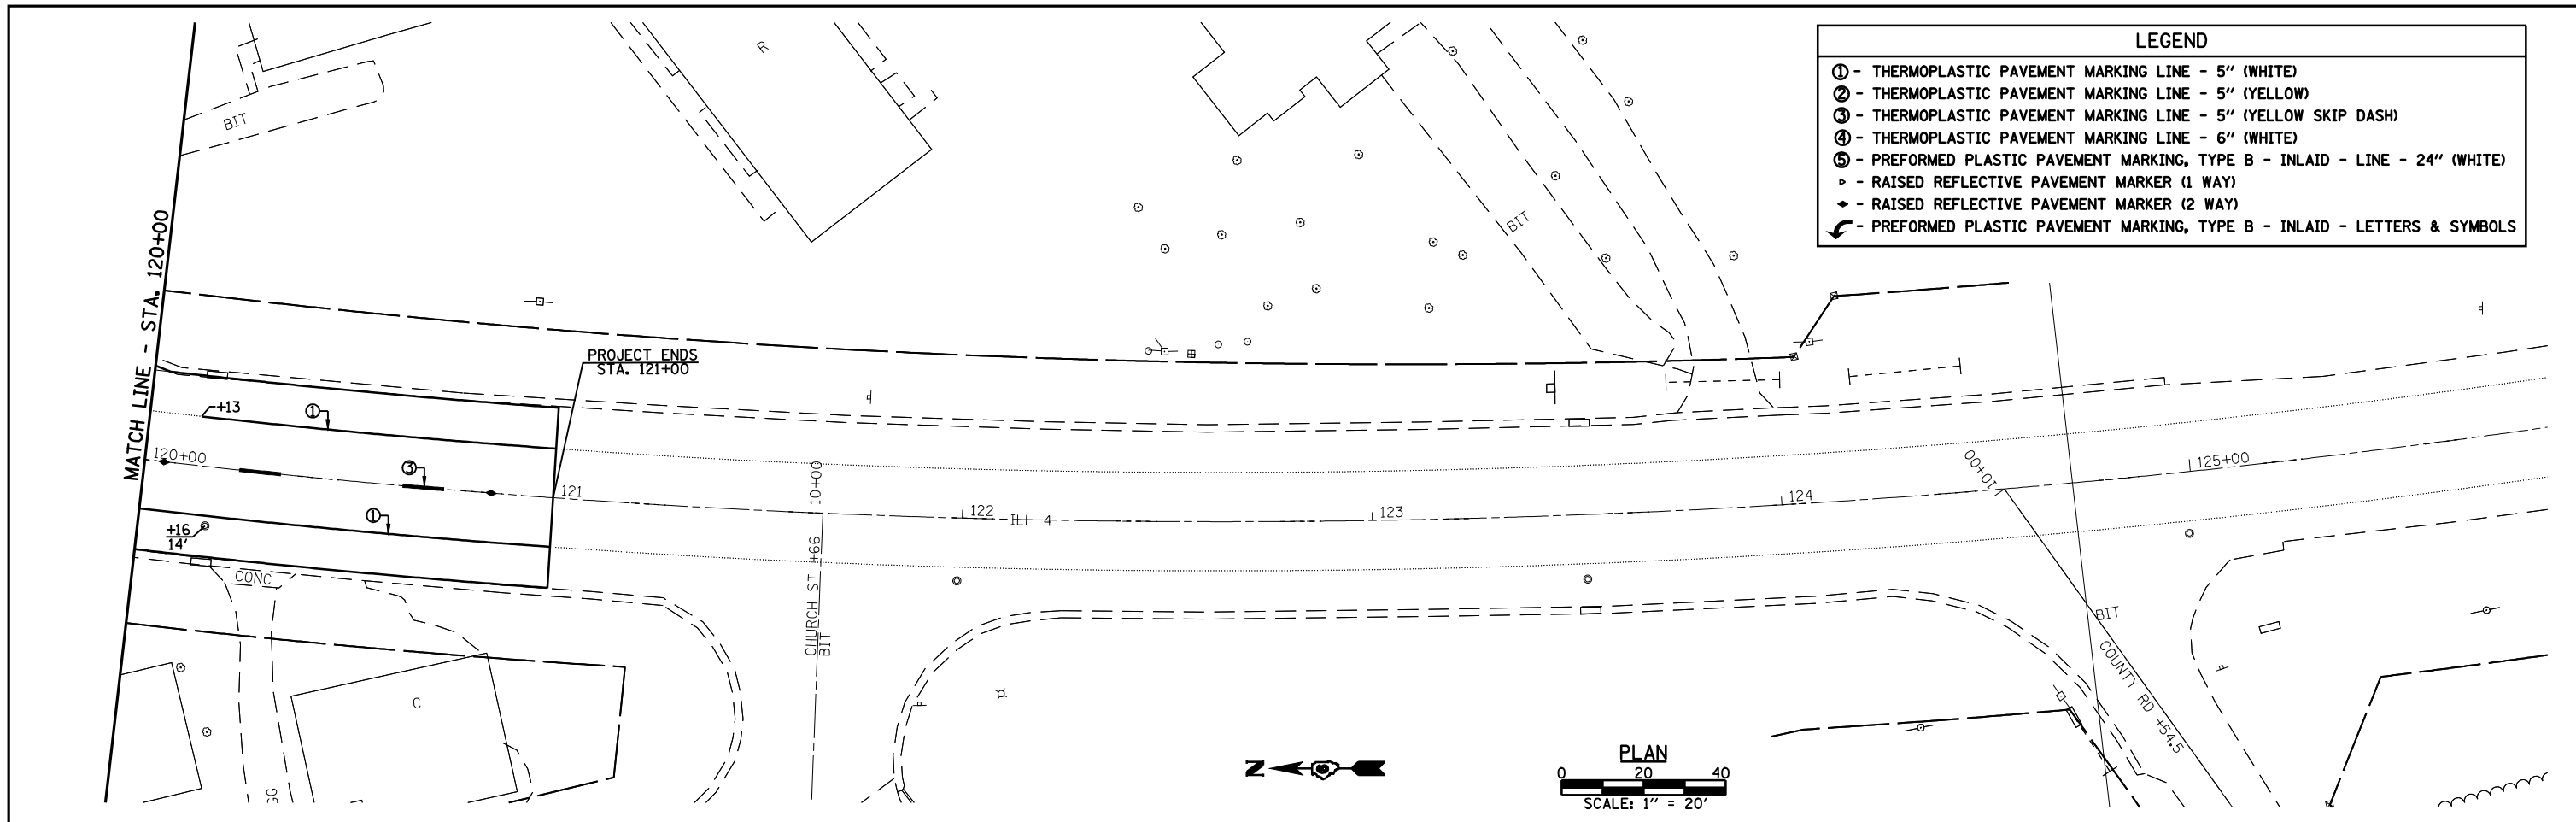 LEGEND
① - THERMOPLASTIC PAVEMENT MARKING LINE - 5" (WHITE)
② - THERMOPLASTIC PAVEMENT MARKING LINE - 5" (YELLOW)
③ - THERMOPLASTIC PAVEMENT MARKING LINE - 5" (YELLOW SKIP DASH)
④ - THERMOPLASTIC PAVEMENT MARKING LINE - 6" (WHITE)
⑤ - PREFORMED PLASTIC PAVEMENT MARKING, TYPE B - INLAID - LINE - 24" (WHITE)
- RAISED REFLECTIVE PAVEMENT MARKER (1 WAY)
- RAISED REFLECTIVE PAVEMENT MARKER (2 WAY)
- PREFORMED PLASTIC PAVEMENT MARKING, TYPE B - INLAID - LETTERS & SYMBOLS
R
BIT
BIT
MATCH LINE - STA. 120+00
PROJECT ENDS
STA. 121+00
+13
①
120+00
③
121
10+00
122
ILL 4
123
124
10+00
125+00
①
+16
14'
CONC
CHURCH ST +66
BIT
BIT
COUNTY RD +54.5
C
GG
N
PLAN
0 20 40
SCALE: 1" = 20'